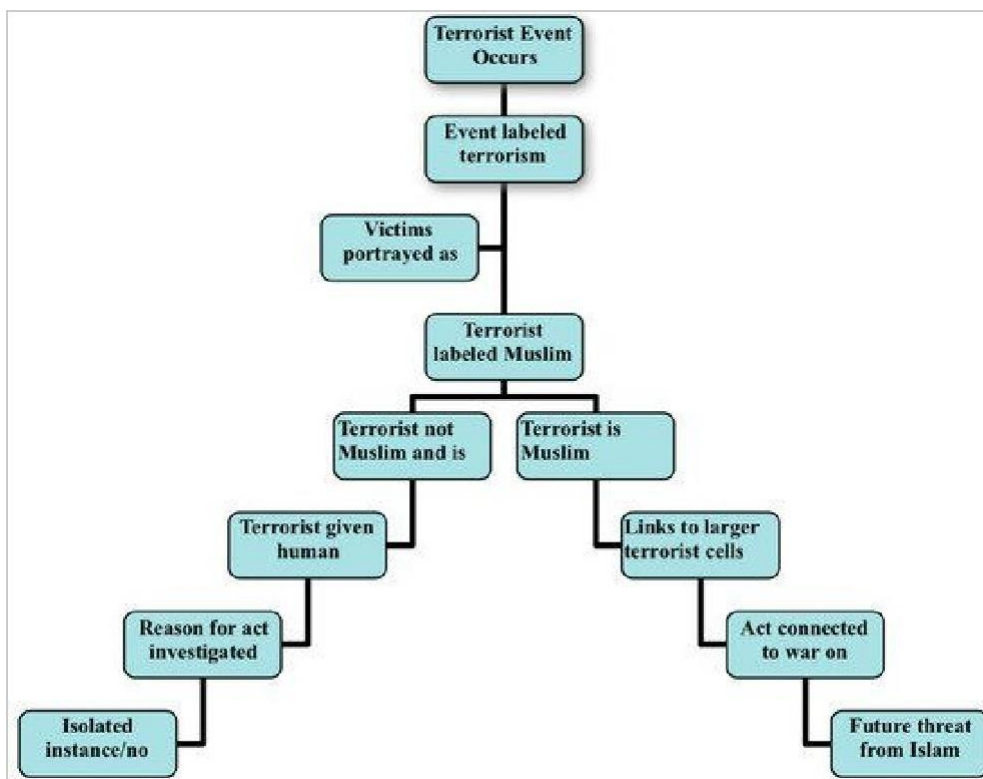 Terrorist Event
Occurs
Event labeled
terrorism
Victims
portrayed as
Terrorist
labeled Muslim
Terrorist not
Muslim and is
Terrorist is
Muslim
Terrorist given
human
Links to larger
terrorist cells
Reason for act
investigated
Act connected
to war on
Isolated
instance/no
Future threat
from Islam